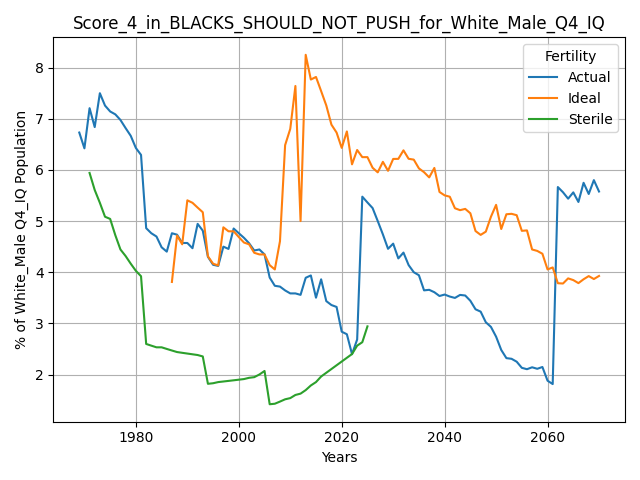 Score_4_in_BLACKS_SHOULD_NOT_PUSH_for_White_Male_Q4_IQ
Fertility
Actual
Ideal
Sterile
8
7
6
5
4
3
2
% of White_Male Q4_IQ Population
1980 2000 2020 2040 2060
Years